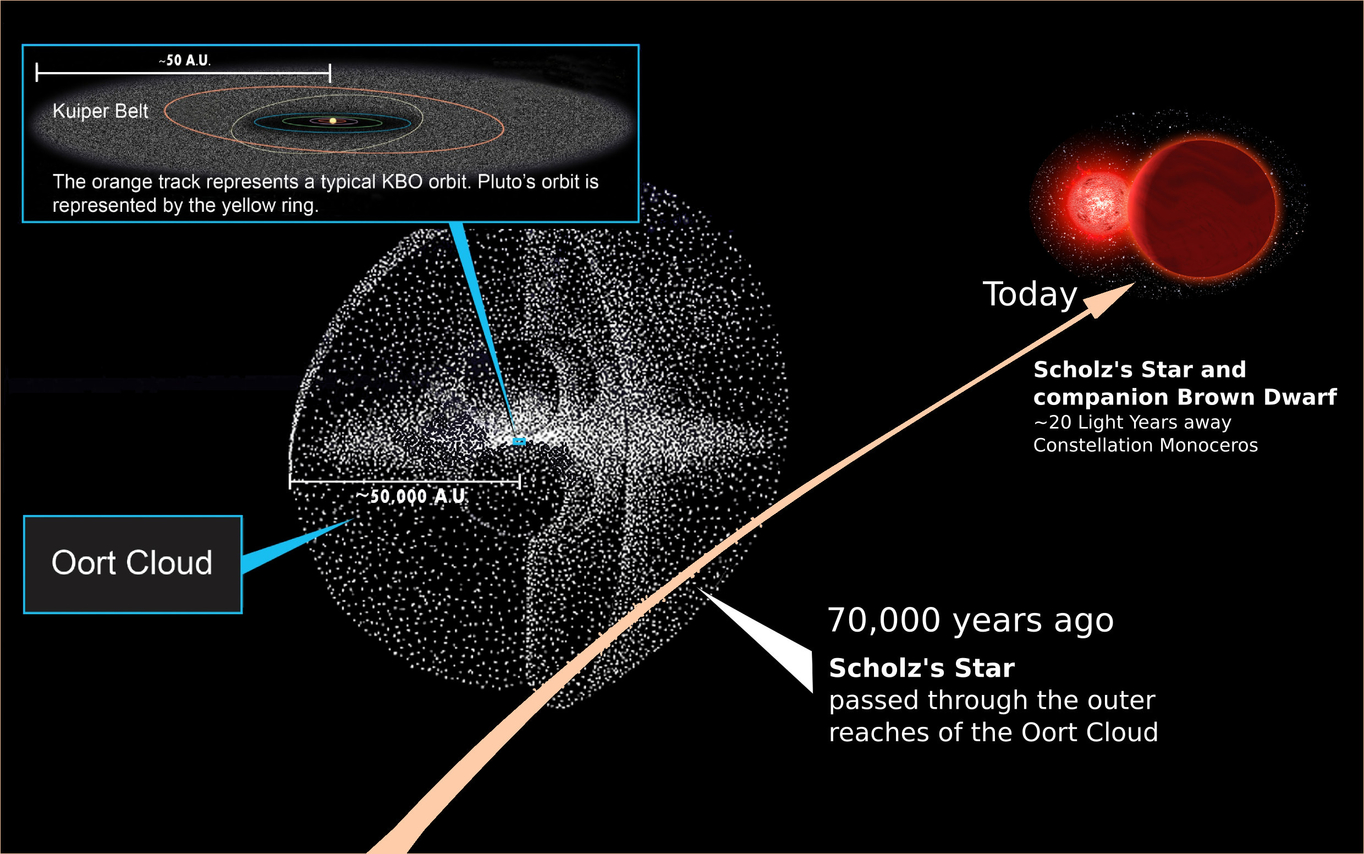 ~50 A.U.
Kuiper Belt
The orange track represents a typical KBO orbit. Pluto's orbit is
represented by the yellow ring.
Today
Scholz's Star and
companion Brown Dwarf
~20 Light Years away
Constellation Monoceros
~50,000 A.U
Oort Cloud
70,000 years ago
Scholz's Star
passed through the outer
reaches of the Oort Cloud